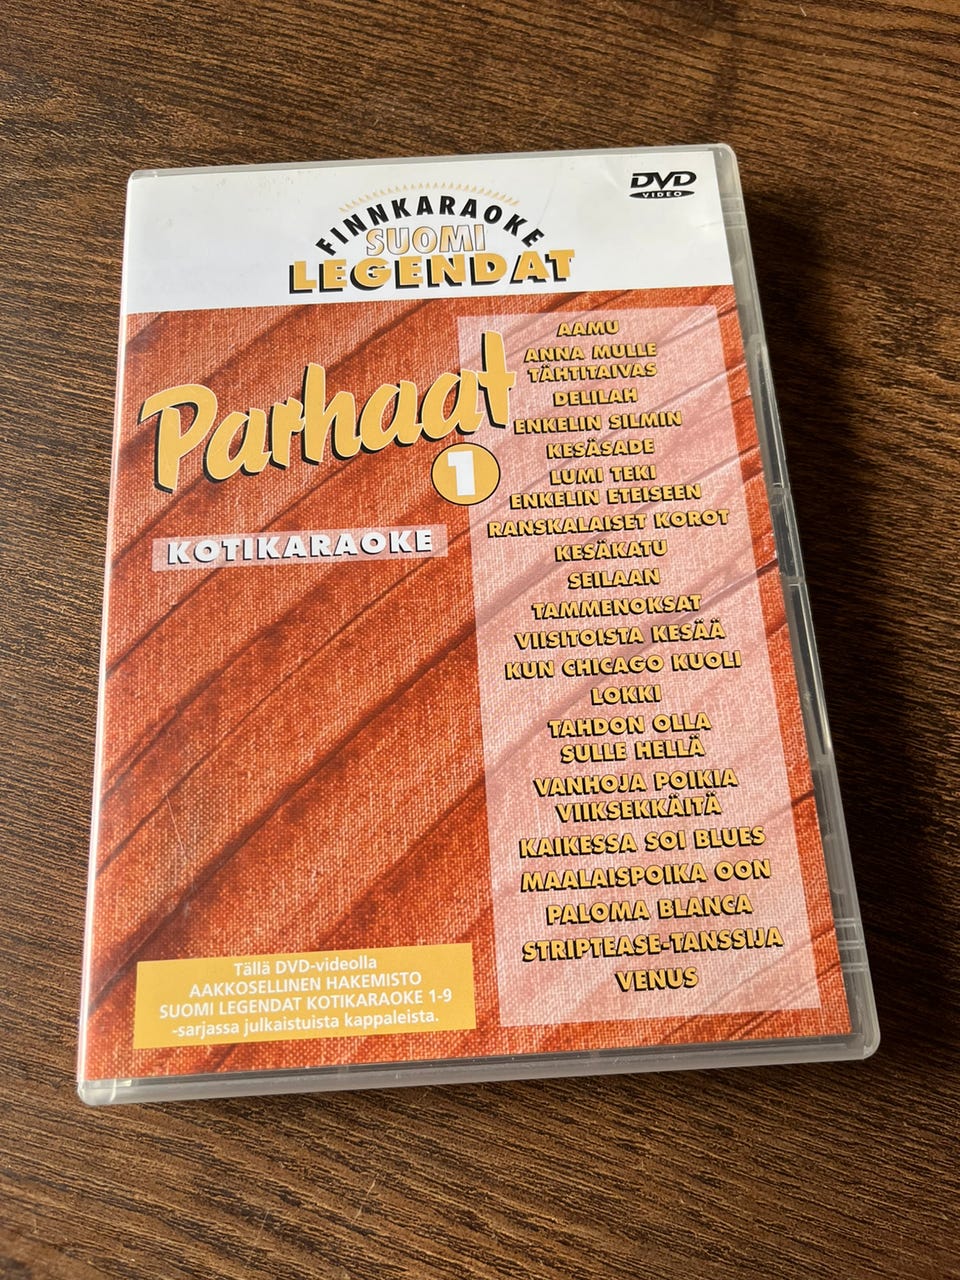 FINNKARAOKE
SUOMI
LEGENDAT
DVD
VIDEO
Parhaat
1
KOTIKARAOKE
AAMU
ANNA MULLE
TÄHTITAIVAS
DELILAH
ENKELIN SILMIN
KESÄSADE
LUMI TEKI
ENKELIN ETEISEEN
RANSKALAISET KOROT
KESÄKATU
SEILAAN
TAMMENOKSAT
VIISITOISTA KESÄÄ
KUN CHICAGO KUOLI
LOKKI
TAHDON OLLA
SULLE HELLÄ
VANHOJA POIKIA
VIIKSEKKÄITÄ
KAIKESSA SOI BLUES
MAALAISPOIKA OON
PALOMA BLANCA
STRIPTEASE-TANSSIJA
VENUS
Tällä DVD-videolla
AAKKOSELLINEN HAKEMISTO
SUOMI LEGENDAT KOTIKARAOKE 1-9
-sarjassa julkaistuista kappaleista.